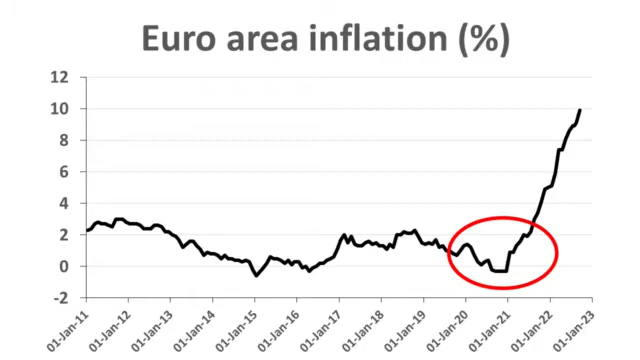 Euro area inflation (%)
12
10
8
6
4
2
0
-2
01-Jan-11
01-Jan-12
01-Jan-13
01-Jan-14
01-Jan-15
01-Jan-16
01-Jan-17
01-Jan-18
01-Jan-19
01-Jan-20
01-Jan-21
01-Jan-22
01-Jan-23